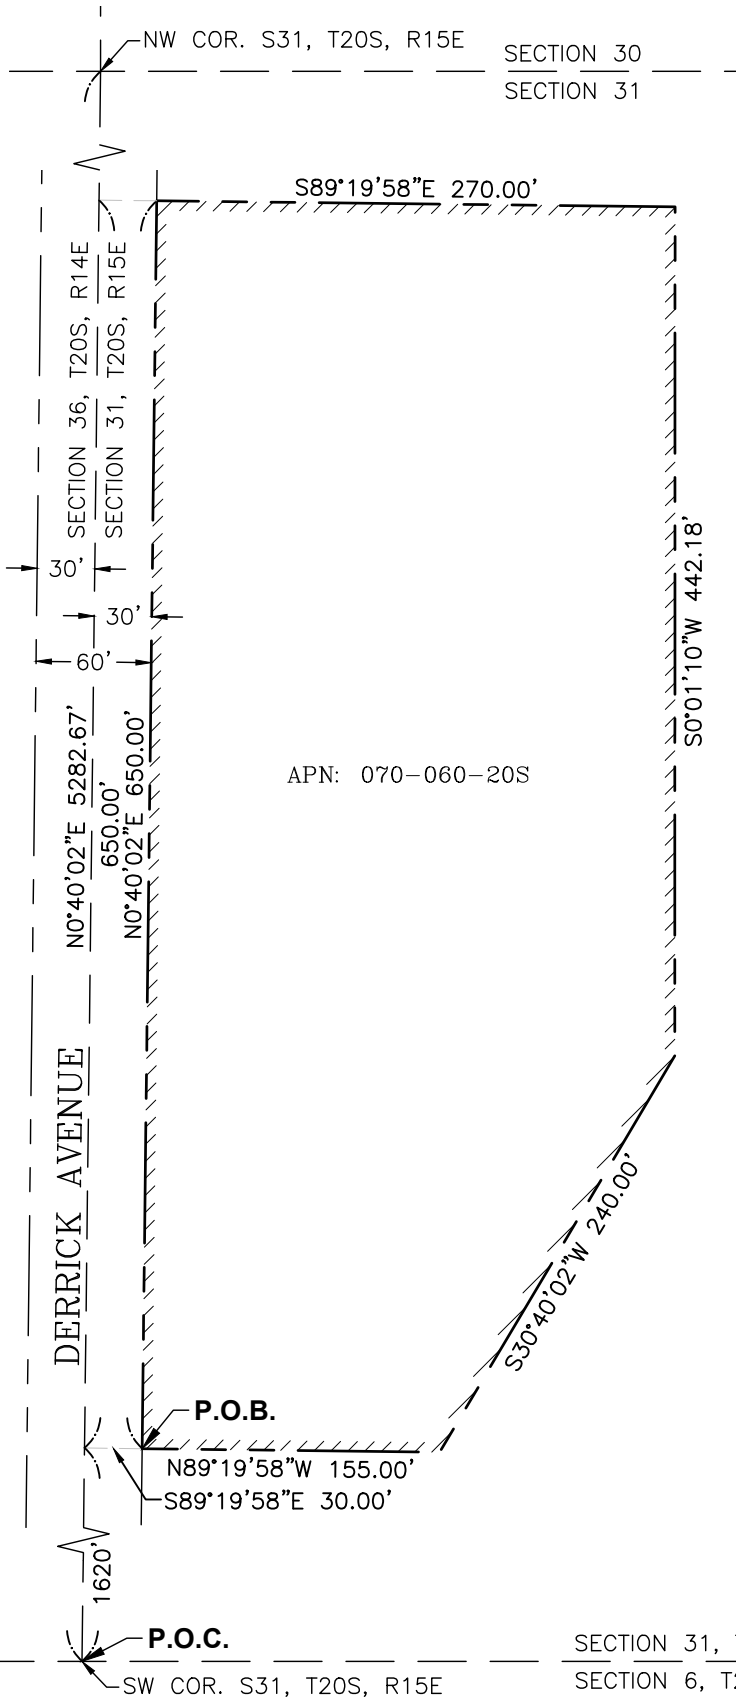 NW COR. S31, T20S, R15E
SECTION 30
SECTION 31
S89°19'58"E 270.00'
SECTION 36, T20S, R14E
SECTION 31, T20S, R15E
30'
30'
60'
S0°01'10"W 442.18'
N0°40'02"E 5282.67'
650.00'
N0°40'02"E 650.00'
APN: 070-060-20S
DERRICK AVENUE
S30°40'02"W 240.00'
P.O.B.
N89°19'58"W 155.00'
S89°19'58"E 30.00'
1620'
P.O.C.
SECTION 31,
SW COR. S31, T20S, R15E
SECTION 6,